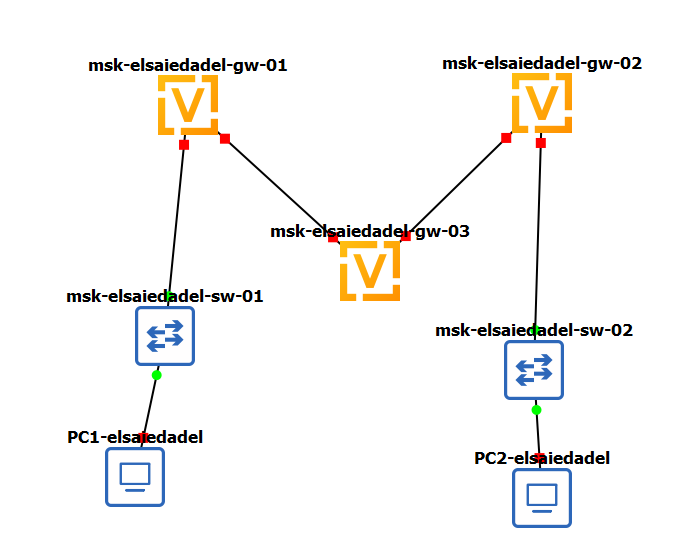 msk-elsaiedadel-gw-01
msk-elsaiedadel-gw-02
V
V
msk-elsaiedadel-gw-03
V
msk-elsaiedadel-sw-01
msk-elsaiedadel-sw-02
PC1-elsaiedadel
PC2-elsaiedadel